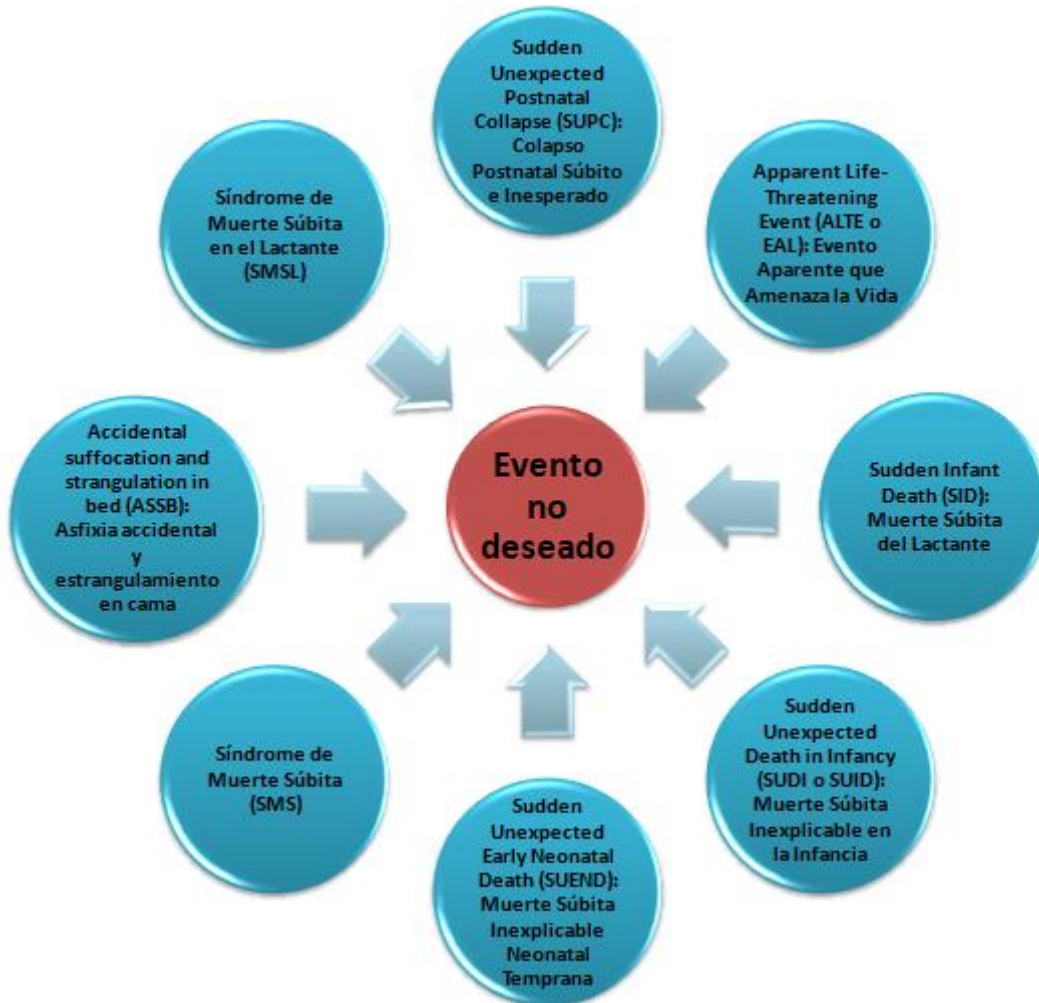 Sudden
Unexpected
Postnatal
Collapse (SUPC):
Colapso
Postnatal Súbito
e Inesperado
Apparent Life-
Threatening
Event (ALTE o
EAL): Evento
Aparente que
Amenaza la Vida
Sudden Infant
Death (SID):
Muerte Súbita
del Lactante
Sudden
Unexpected
Death in Infancy
(SUDI o SUID):
Muerte Súbita
Inexplicable en
la Infancia
Sudden
Unexpected
Early Neonatal
Death (SUEND):
Muerte Súbita
Inexplicable
Neonatal
Temprana
Síndrome de
Muerte Súbita
(SMS)
Accidental
suffocation and
strangulation in
bed (ASSB):
Asfixia accidental
y
estrangulamiento
en cama
Síndrome de
Muerte Súbita
en el Lactante
(SMSL)
Evento
no
deseado